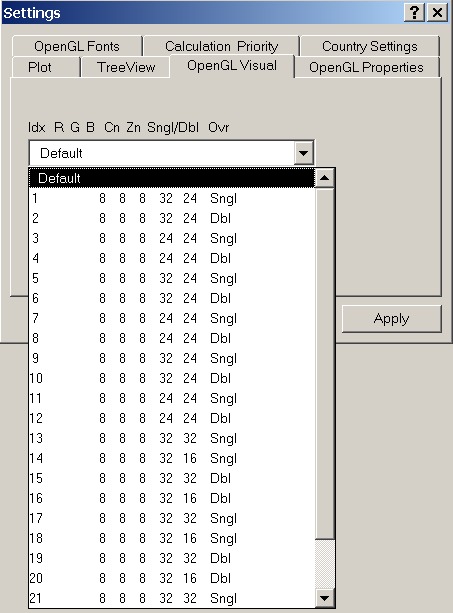 Settings
OpenGL Fonts Calculation Priority Country Settings
Plot TreeView OpenGL Visual OpenGL Properties
Idx R G B Cn Zn Sngl/Dbl Ovr
Default
Default
1 8 8 8 32 24 Sngl
2 8 8 8 32 24 Dbl
3 8 8 8 24 24 Sngl
4 8 8 8 24 24 Dbl
5 8 8 8 32 24 Sngl
6 8 8 8 32 24 Dbl
7 8 8 8 24 24 Sngl
8 8 8 8 24 24 Dbl
9 8 8 8 32 24 Sngl
10 8 8 8 32 24 Dbl
11 8 8 8 24 24 Sngl
12 8 8 8 24 24 Dbl
13 8 8 8 32 32 Sngl
14 8 8 8 32 16 Sngl
15 8 8 8 32 32 Dbl
16 8 8 8 32 16 Dbl
17 8 8 8 32 32 Sngl
18 8 8 8 32 16 Sngl
19 8 8 8 32 32 Dbl
20 8 8 8 32 16 Dbl
21 8 8 8 32 32 Sngl
Apply